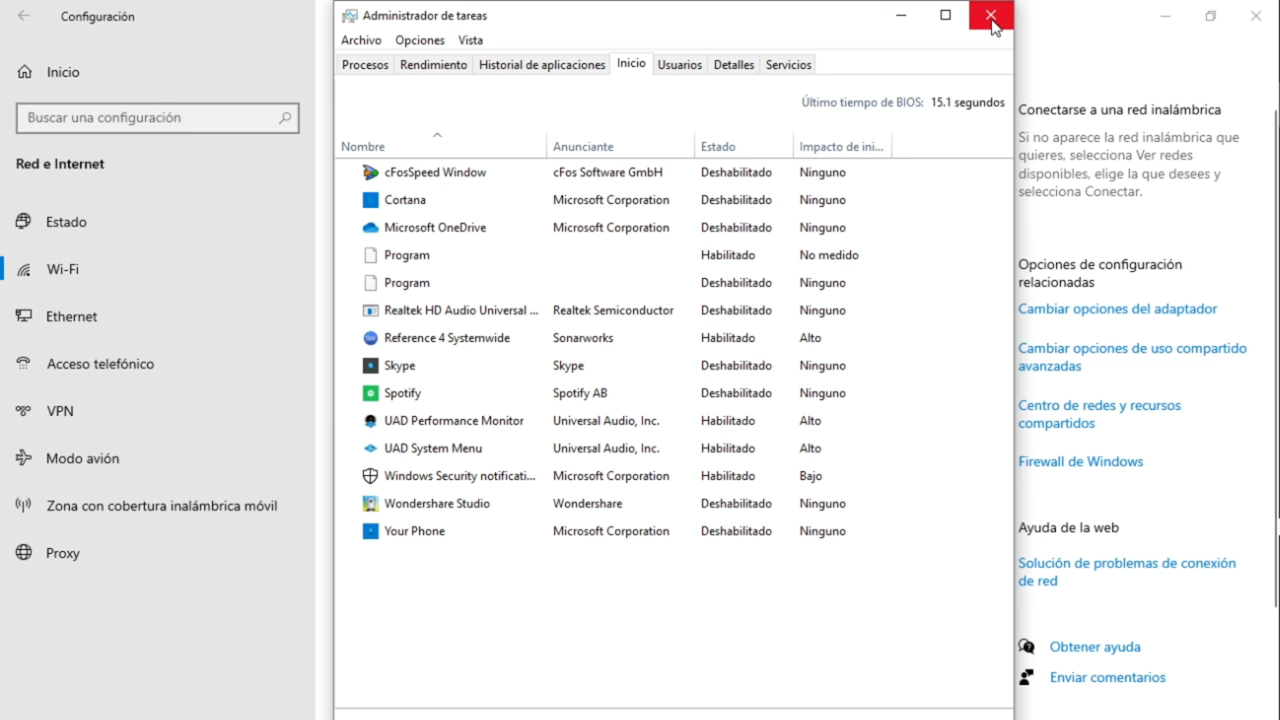 Configuración
Inicio
Buscar una configuración
Red e Internet
Estado
Wi-Fi
Ethernet
Acceso telefónico
VPN
Modo avión
Zona con cobertura inalámbrica móvil
Proxy
Administrador de tareas
Archivo Opciones Vista
Procesos Rendimiento Historial de aplicaciones Inicio Usuarios Detalles Servicios
Último tiempo de BIOS: 15.1 segundos
Nombre Anunciante Estado Impacto de ini...
cFosSpeed Window cFos Software GmbH Deshabilitado Ninguno
Cortana Microsoft Corporation Deshabilitado Ninguno
Microsoft OneDrive Microsoft Corporation Deshabilitado Ninguno
Program Habilitado No medido
Program Deshabilitado Ninguno
Realtek HD Audio Universal ... Realtek Semiconductor Deshabilitado Ninguno
Reference 4 Systemwide Sonarworks Habilitado Alto
Skype Skype Deshabilitado Ninguno
Spotify Spotify AB Deshabilitado Ninguno
UAD Performance Monitor Universal Audio, Inc. Habilitado Alto
UAD System Menu Universal Audio, Inc. Habilitado Alto
Windows Security notificati... Microsoft Corporation Habilitado Bajo
Wondershare Studio Wondershare Deshabilitado Ninguno
Your Phone Microsoft Corporation Deshabilitado Ninguno
Conectarse a una red inalámbrica
Si no aparece la red inalámbrica que
quieres, selecciona Ver redes
disponibles, elige la que desees y
selecciona Conectar.
Opciones de configuración
relacionadas
Cambiar opciones del adaptador
Cambiar opciones de uso compartido
avanzadas
Centro de redes y recursos
compartidos
Firewall de Windows
Ayuda de la web
Solución de problemas de conexión
de red
Obtener ayuda
Enviar comentarios